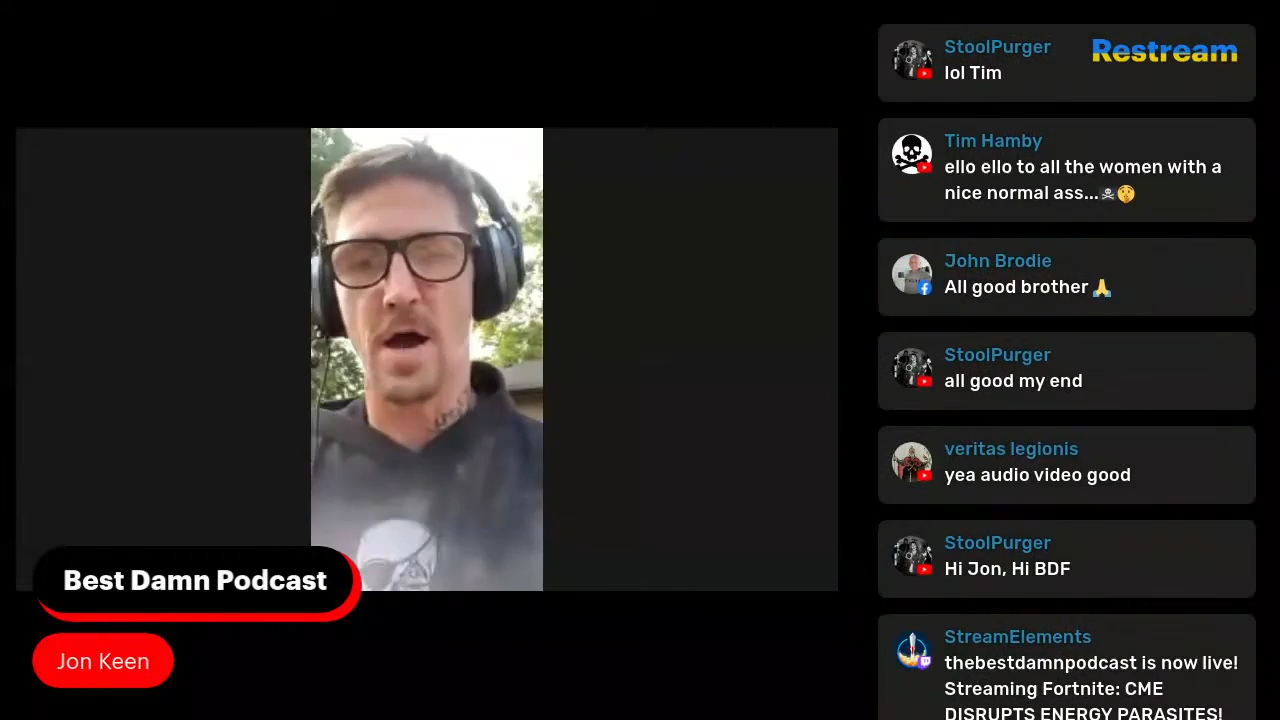 StoolPurger
Restream
lol Tim
Tim Hamby
ello ello to all the women with a
nice normal ass...☠🤫
John Brodie
All good brother 🙏
StoolPurger
all good my end
veritas legionis
yea audio video good
StoolPurger
Hi Jon, Hi BDF
StreamElements
thebestdamnpodcast is now live!
Streaming Fortnite: CME
DISRUPTS ENERGY PARASITES!
Best Damn Podcast
Jon Keen